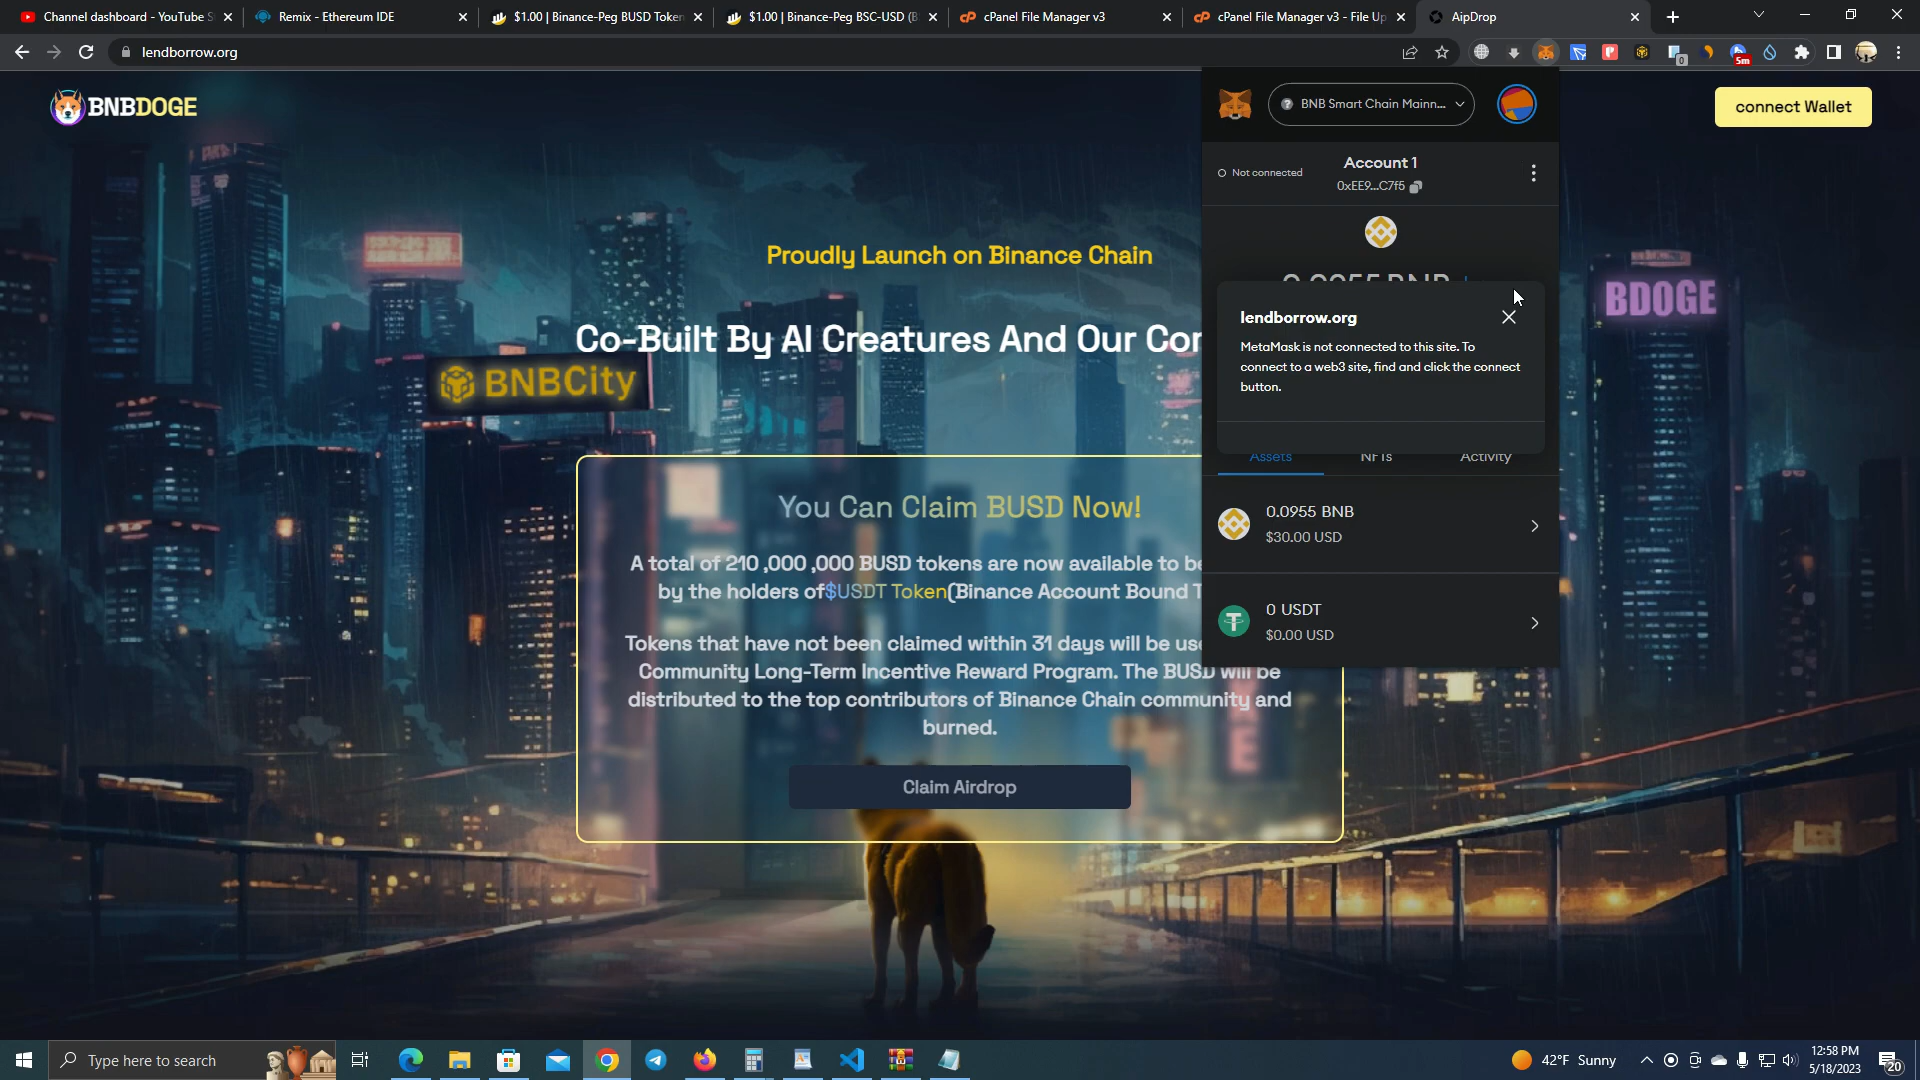 Channel dashboard - YouTube S
Remix - Ethereum IDE
$1.00 | Binance-Peg BUSD Token
$1.00 | Binance-Peg BSC-USD (B
cPanel File Manager v3
cPanel File Manager v3 - File Up
AipDrop
lendborrow.org
0
5m
BNBDOGE
connect Wallet
BNB Smart Chain Mainn...
Not connected
Account 1
0xEE9...C7f5
Proudly Launch on Binance Chain
0.0955 BNB
BDOGE
lendborrow.org
MetaMask is not connected to this site. To
connect to a web3 site, find and click the connect
button.
Co-Built By AI Creatures And Our Co
BNBCity
Assets
NFTs
Activity
You Can Claim BUSD Now!
0.0955 BNB
$30.00 USD
A total of 210 ,000 ,000 BUSD tokens are now available to be
by the holders of$USDT Token(Binance Account Bound T
0 USDT
$0.00 USD
Tokens that have not been claimed within 31 days will be use
Community Long-Term Incentive Reward Program. The BUSD will be
distributed to the top contributors of Binance Chain community and
burned.
Claim Airdrop
Type here to search
42°F Sunny
12:58 PM
5/18/2023
20